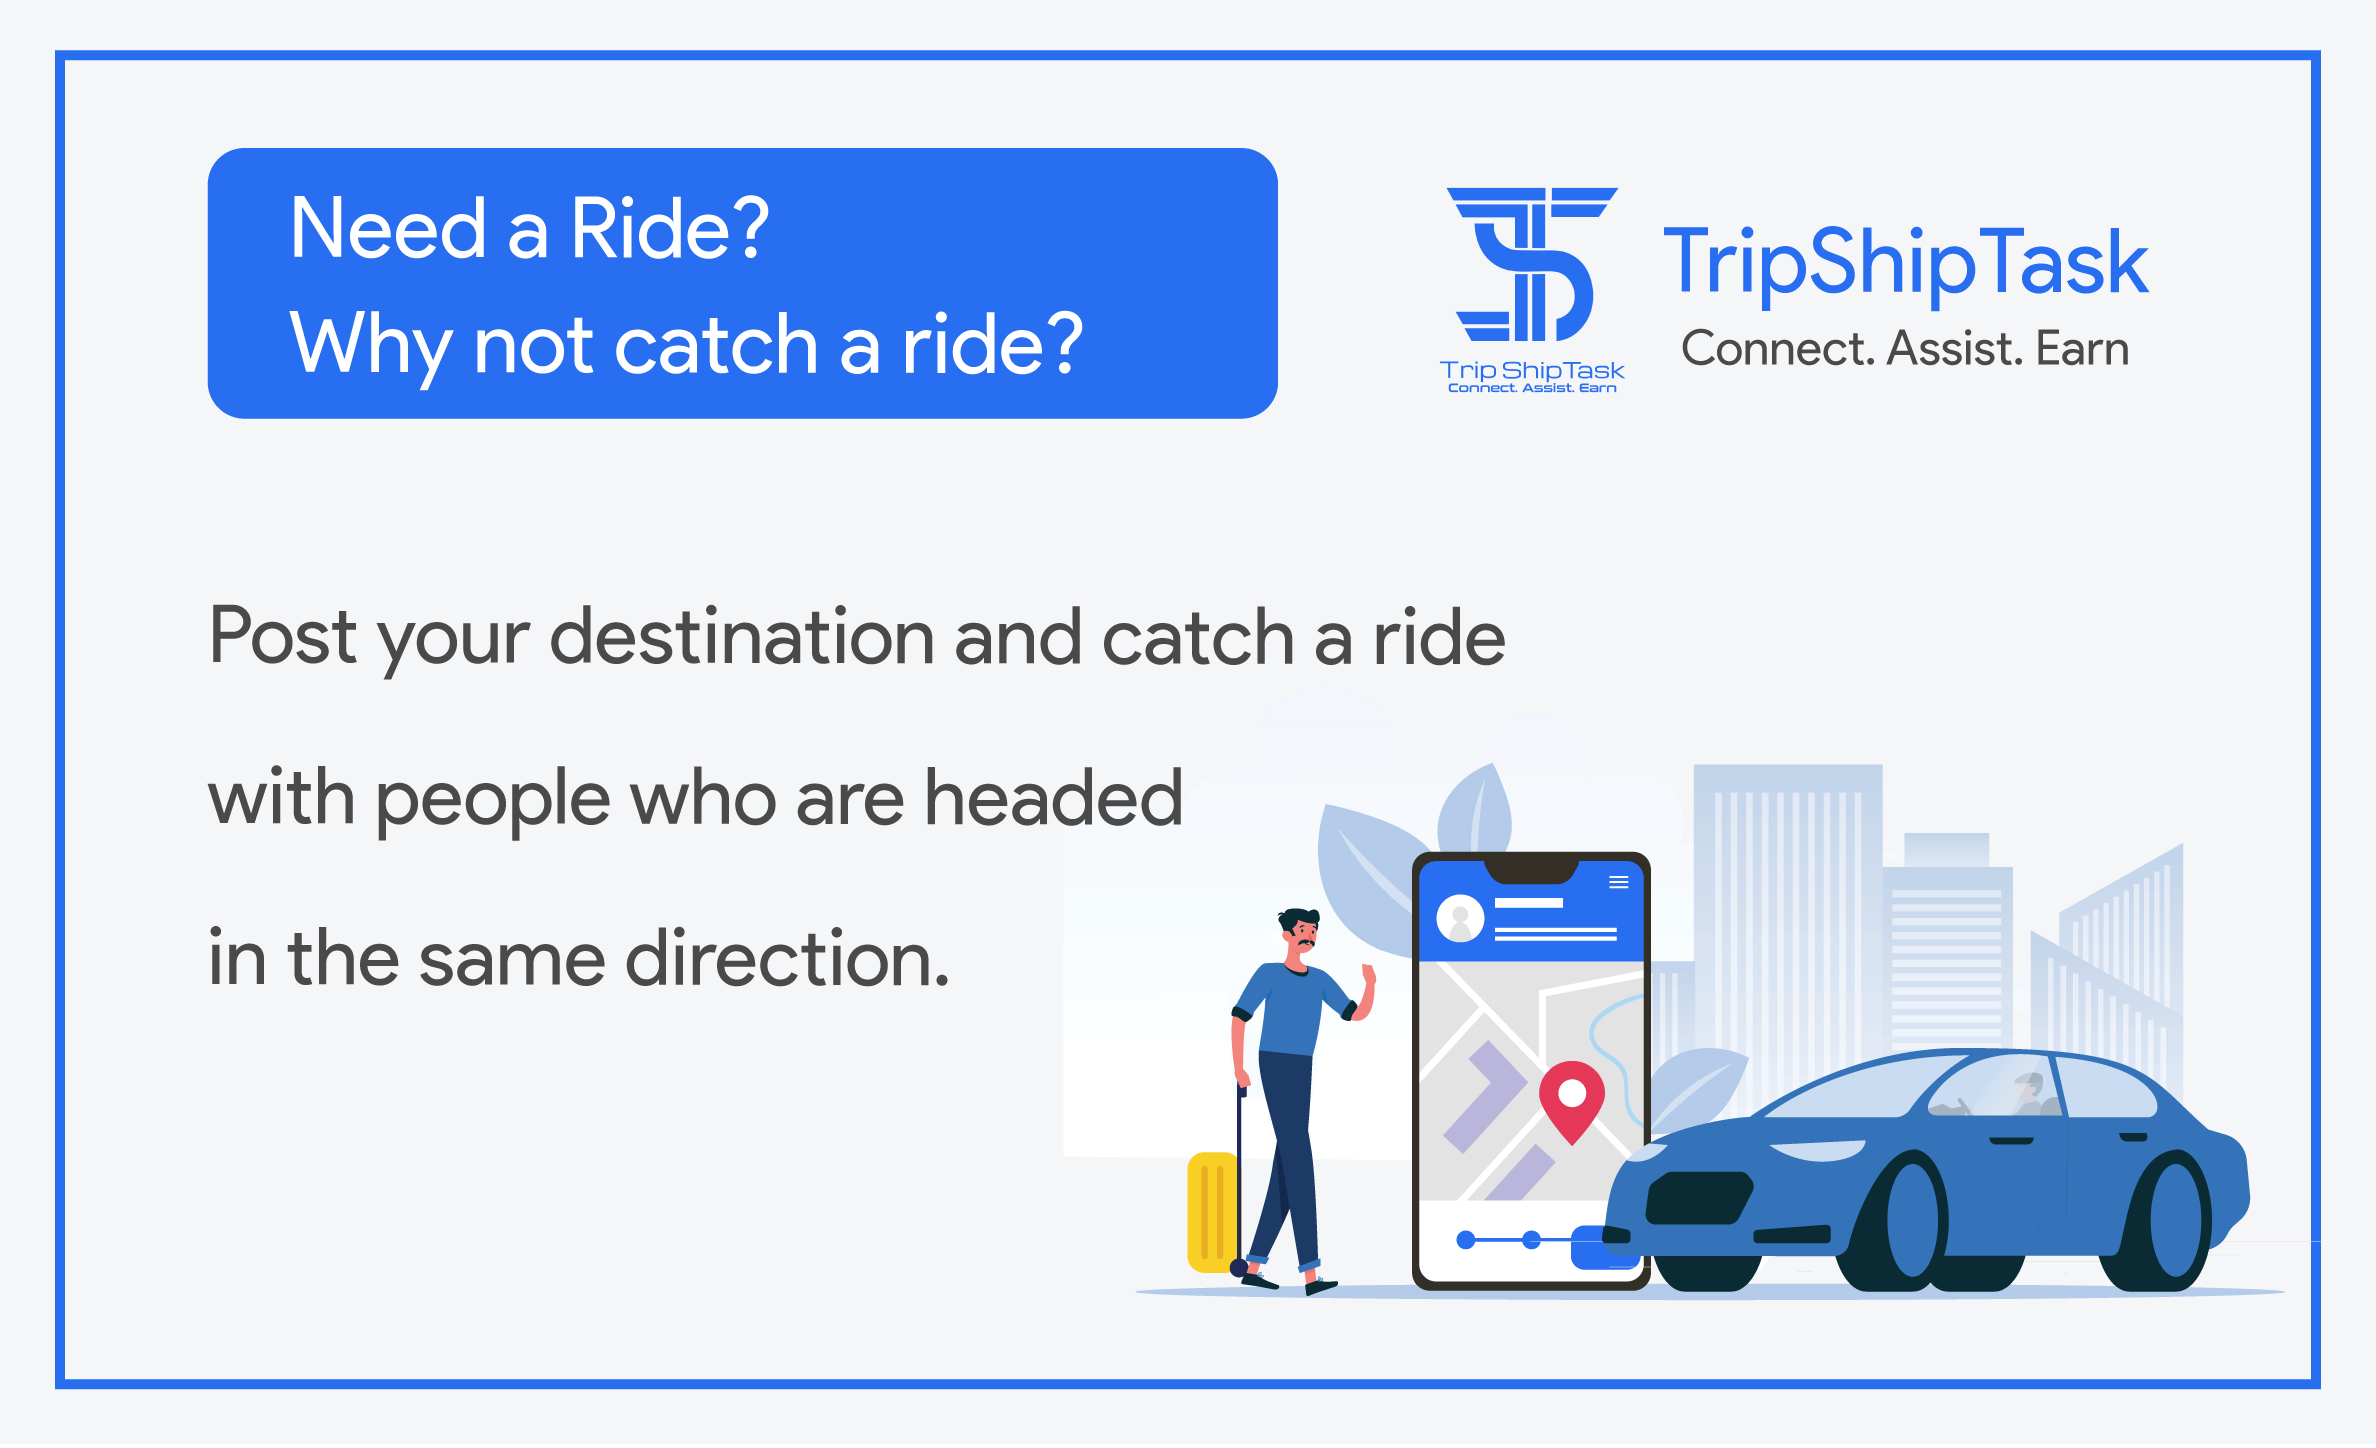 Need a Ride?
Why not catch a ride?
TripShipTask
Connect. Assist. Earn
Trip ShipTask
Connect. Assist. Earn
Post your destination and catch a ride
with people who are headed
in the same direction.